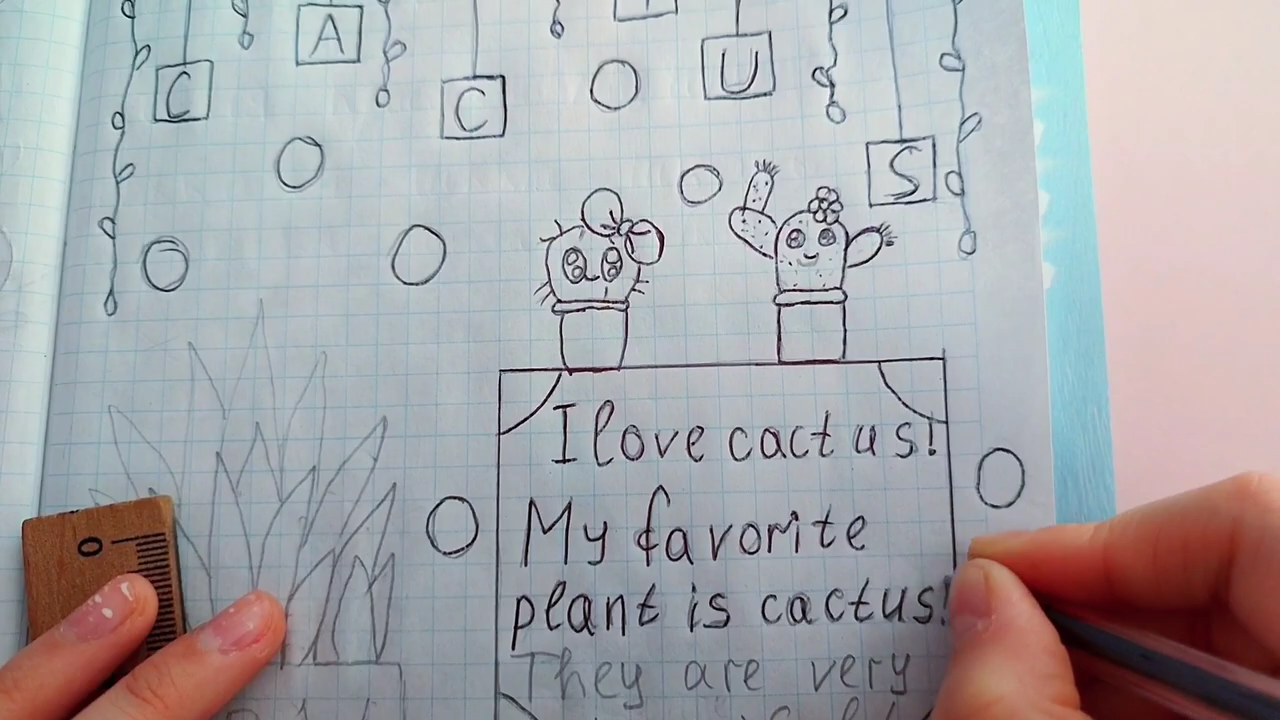 C A C T U S
I love cactus!
My favorite
plant is cactus!
They are very